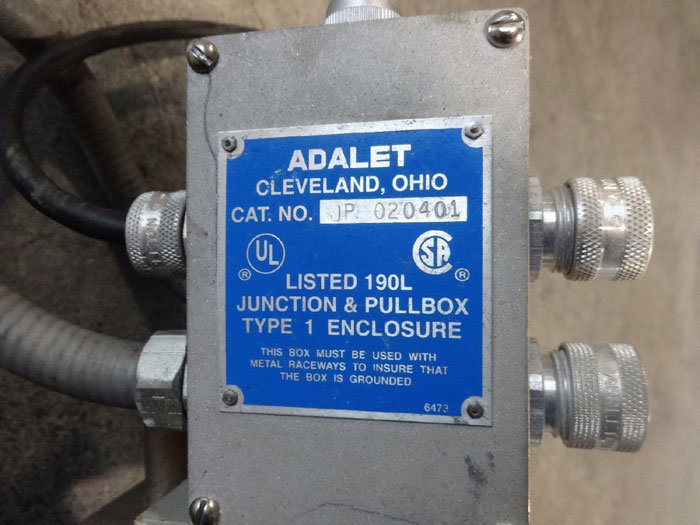 ADALET
CLEVELAND, OHIO
CAT. NO. JP 020401
UL SA
® ®
LISTED 190L
JUNCTION & PULLBOX
TYPE 1 ENCLOSURE
THIS BOX MUST BE USED WITH
METAL RACEWAYS TO INSURE THAT
THE BOX IS GROUNDED
6473